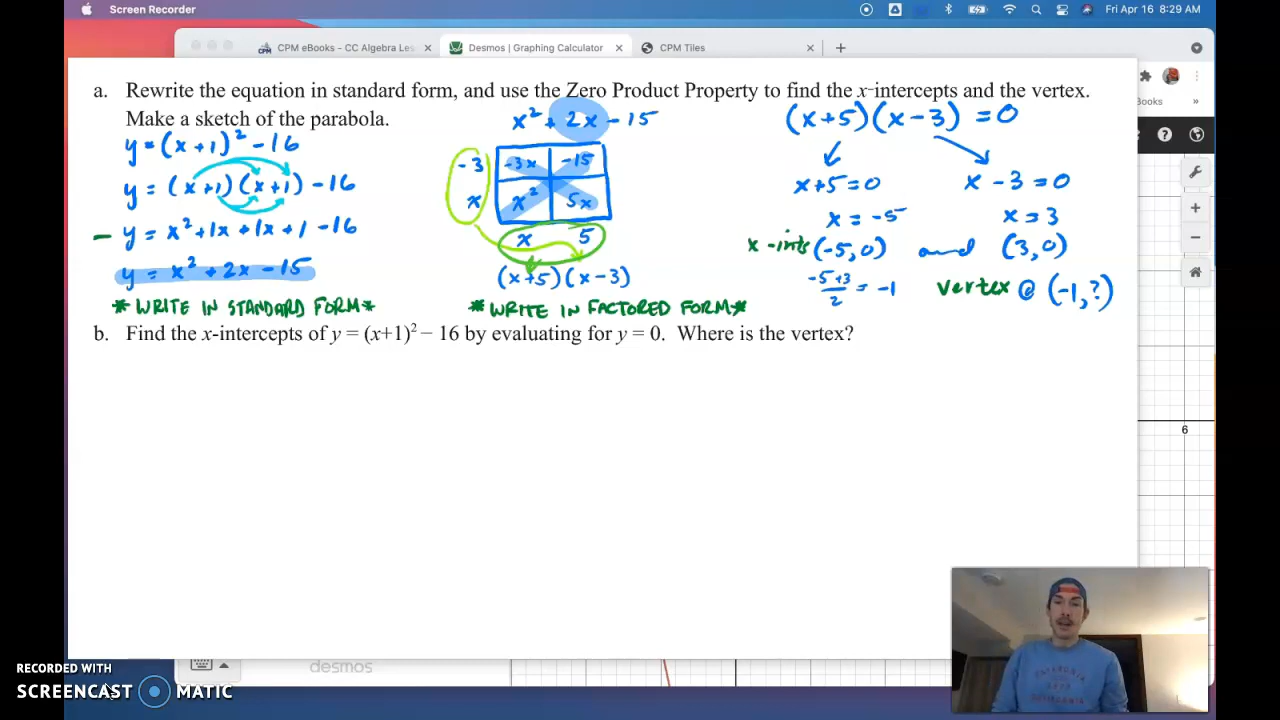 Screen Recorder
Fri Apr 16 8:29 AM
CPM eBooks - CC Algebra Les
Desmos | Graphing Calculator
CPM Tiles
a. Rewrite the equation in standard form, and use the Zero Product Property to find the x-intercepts and the vertex.
Make a sketch of the parabola.
y = (x+1)² -16
y = (x+1)(x+1) -16
- y = x² +1x +1x +1 -16
y = x² + 2x -15
* WRITE IN STANDARD FORM *
x² + 2x -15
-3 -3x -15
x x² 5x
x 5
(x+5)(x-3)
* WRITE IN FACTORED FORM *
(x+5)(x-3) = 0
x+5=0 x-3=0
x = -5 x=3
x-ints (-5,0) and (3,0)
-5+3/2 = -1 vertex @ (-1,?)
b. Find the x-intercepts of y = (x+1)² − 16 by evaluating for y = 0. Where is the vertex?
Books
»
6
desmos
RECORDED WITH
SCREENCAST MATIC